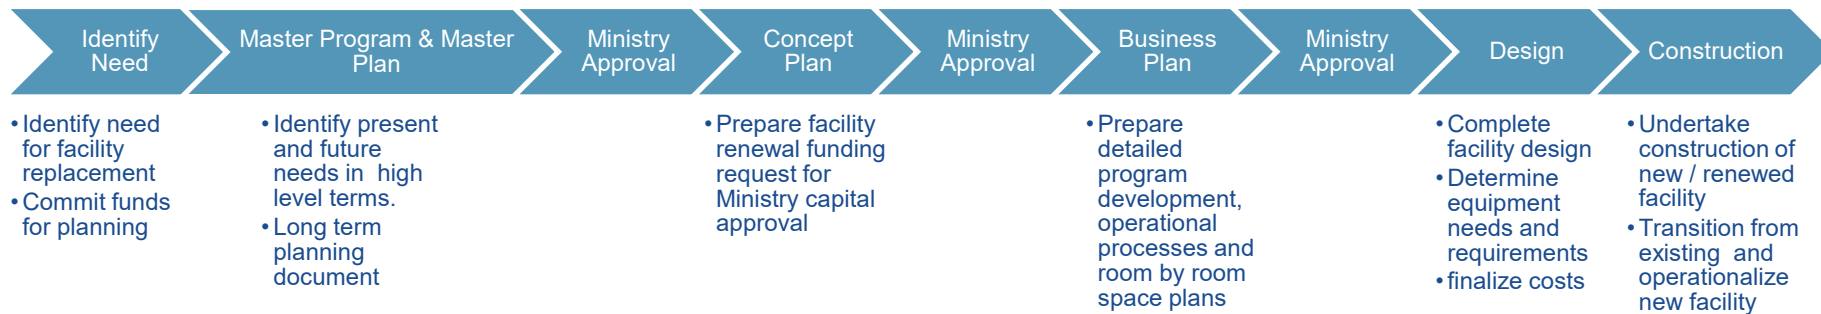 Identify
Need
Master Program & Master
Plan
Ministry
Approval
Concept
Plan
Ministry
Approval
Business
Plan
Ministry
Approval
Design
Construction
• Identify need
for facility
replacement
• Commit funds
for planning
• Identify present
and future
needs in high
level terms.
• Long term
planning
document
• Prepare facility
renewal funding
request for
Ministry capital
approval
• Prepare
detailed
program
development,
operational
processes and
room by room
space plans
• Complete
facility design
• Determine
equipment
needs and
requirements
• finalize costs
• Undertake
construction of
new / renewed
facility
• Transition from
existing and
operationalize
new facility